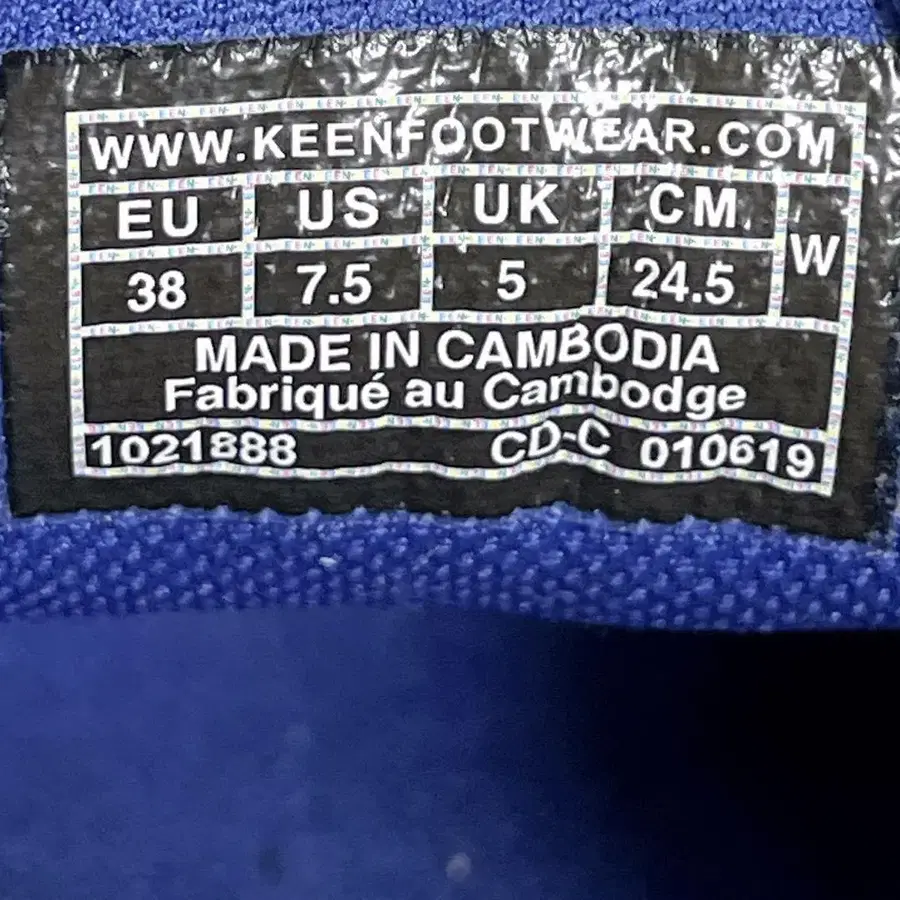 WWW.KEENFOOTWEAR.COM
EU US UK CM W
38 7.5 5 24.5
MADE IN CAMBODIA
Fabriqué au Cambodge
1021888 CD-C 010619